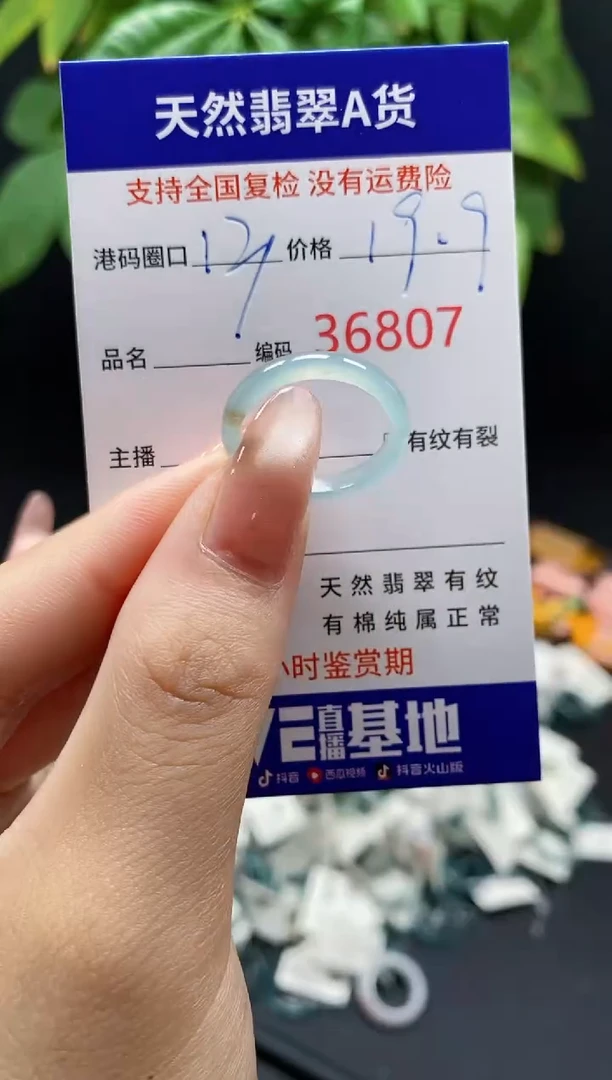 天然翡翠A货
支持全国复检 没有运费险
港码圈口 12 价格 19.9
品名 编码 36807
主播 有纹有裂
天然翡翠有纹
有棉纯属正常
小时鉴赏期
直播基地
抖音 西瓜视频 抖音火山版